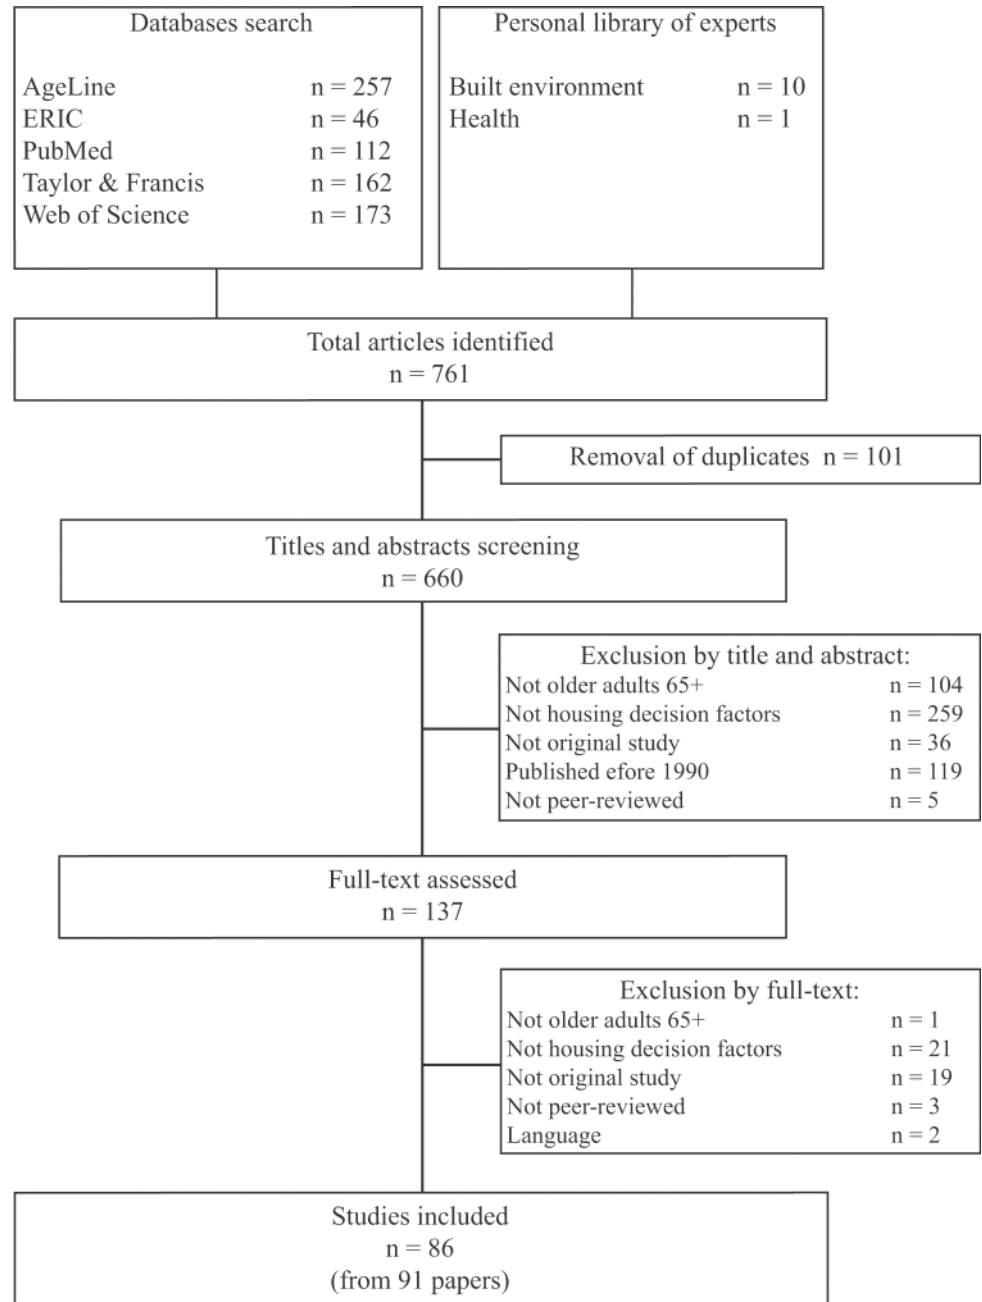 Databases search
AgeLine n = 257
ERIC n = 46
PubMed n = 112
Taylor & Francis n = 162
Web of Science n = 173
Personal library of experts
Built environment n = 10
Health n = 1
Total articles identified
n = 761
Removal of duplicates n = 101
Titles and abstracts screening
n = 660
Exclusion by title and abstract:
Not older adults 65+ n = 104
Not housing decision factors n = 259
Not original study n = 36
Published efore 1990 n = 119
Not peer-reviewed n = 5
Full-text assessed
n = 137
Exclusion by full-text:
Not older adults 65+ n = 1
Not housing decision factors n = 21
Not original study n = 19
Not peer-reviewed n = 3
Language n = 2
Studies included
n = 86
(from 91 papers)